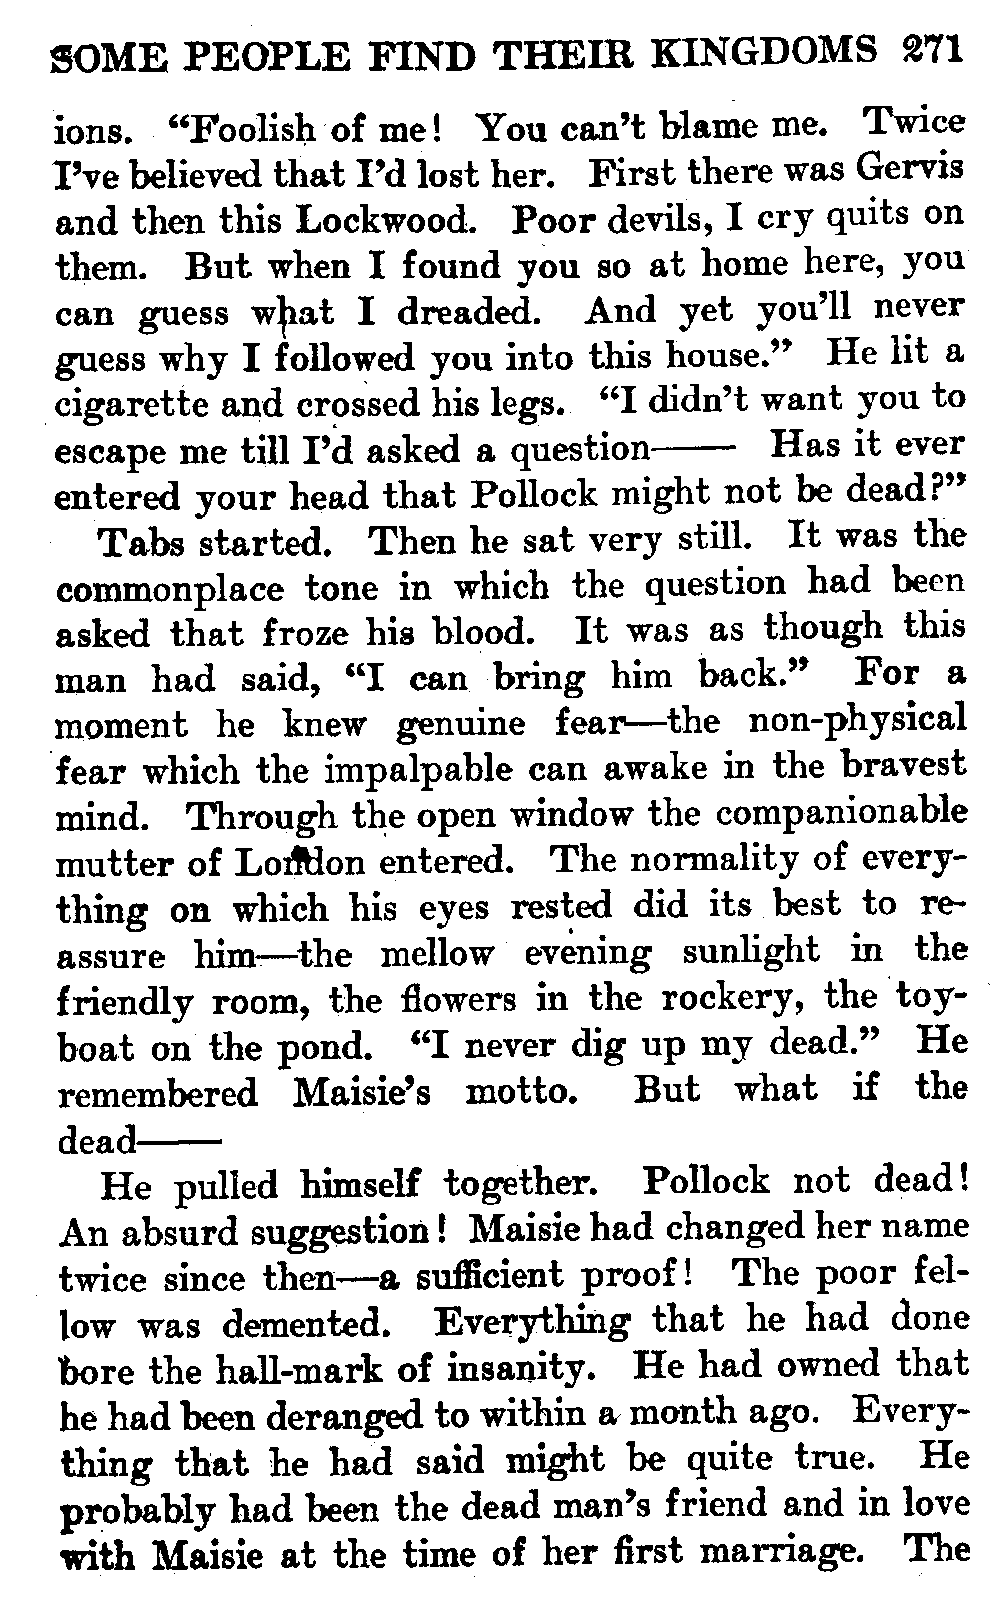 SOME PEOPLE FIND THEIR KINGDOMS 271
ions. “Foolish of me! You can’t blame me. Twice
I’ve believed that I’d lost her. First there was Gervis
and then this Lockwood. Poor devils, I cry quits on
them. But when I found you so at home here, you
can guess what I dreaded. And yet you’ll never
guess why I followed you into this house.” He lit a
cigarette and crossed his legs. “I didn’t want you to
escape me till I’d asked a question—— Has it ever
entered your head that Pollock might not be dead?”
Tabs started. Then he sat very still. It was the
commonplace tone in which the question had been
asked that froze his blood. It was as though this
man had said, “I can bring him back.” For a
moment he knew genuine fear—the non-physical
fear which the impalpable can awake in the bravest
mind. Through the open window the companionable
mutter of London entered. The normality of every-
thing on which his eyes rested did its best to re-
assure him—the mellow evening sunlight in the
friendly room, the flowers in the rockery, the toy-
boat on the pond. “I never dig up my dead.” He
remembered Maisie’s motto. But what if the
dead——
He pulled himself together. Pollock not dead!
An absurd suggestion! Maisie had changed her name
twice since then—a sufficient proof! The poor fel-
low was demented. Everything that he had done
bore the hall-mark of insanity. He had owned that
he had been deranged to within a month ago. Every-
thing that he had said might be quite true. He
probably had been the dead man’s friend and in love
with Maisie at the time of her first marriage. The